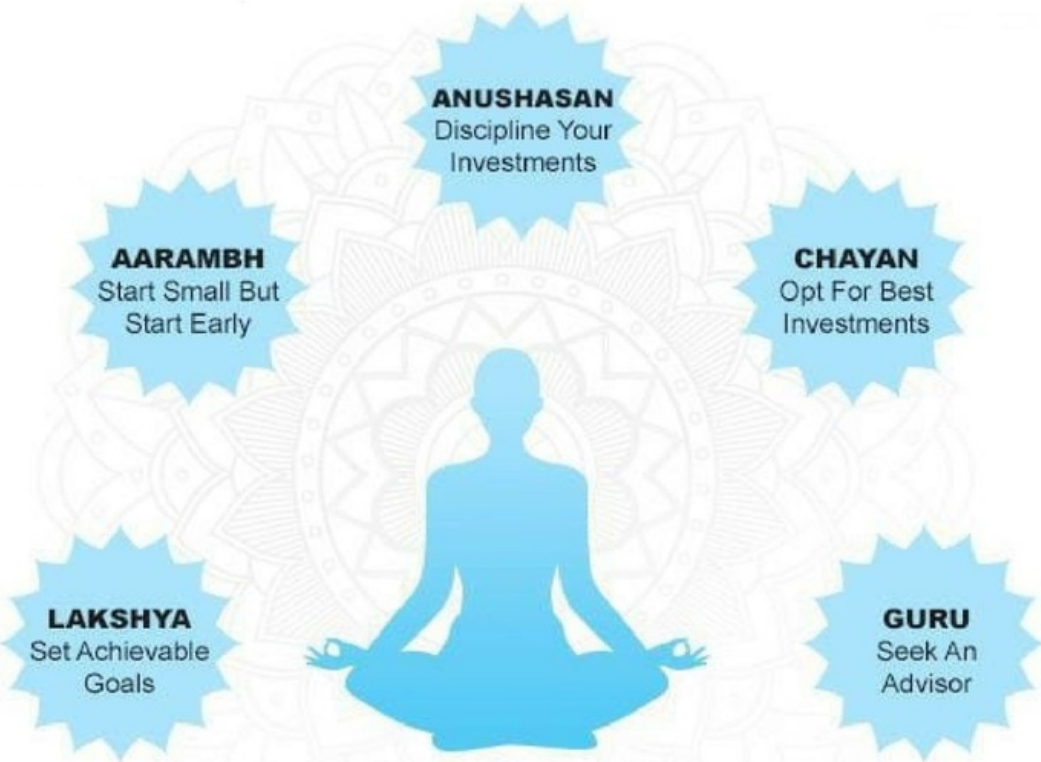 ANUSHASAN
Discipline Your
Investments
AARAMBH
Start Small But
Start Early
CHAYAN
Opt For Best
Investments
LAKSHYA
Set Achievable
Goals
GURU
Seek An
Advisor